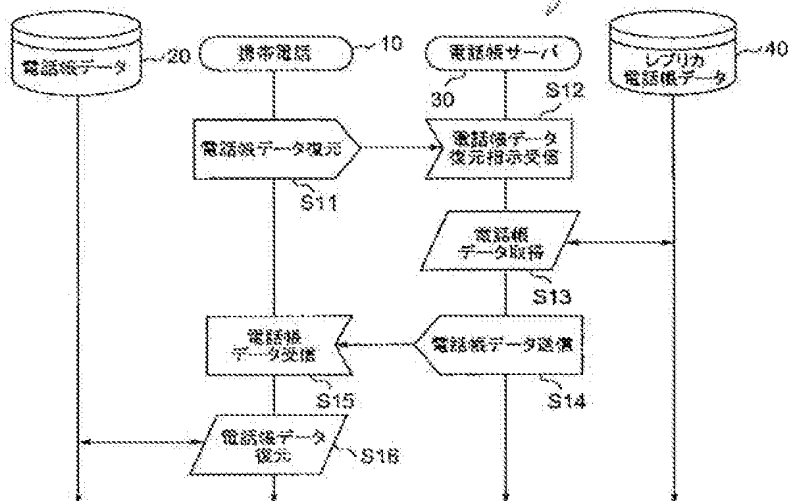 電話帳データ
20
携帯電話
10
電話帳サーバ
30
レプリカ
電話帳データ
40
電話帳データ復元
S11
S12
電話帳データ
復元指示受信
電話帳
データ取得
S13
電話帳データ送信
S14
電話帳
データ受信
S15
電話帳データ
復元
S16